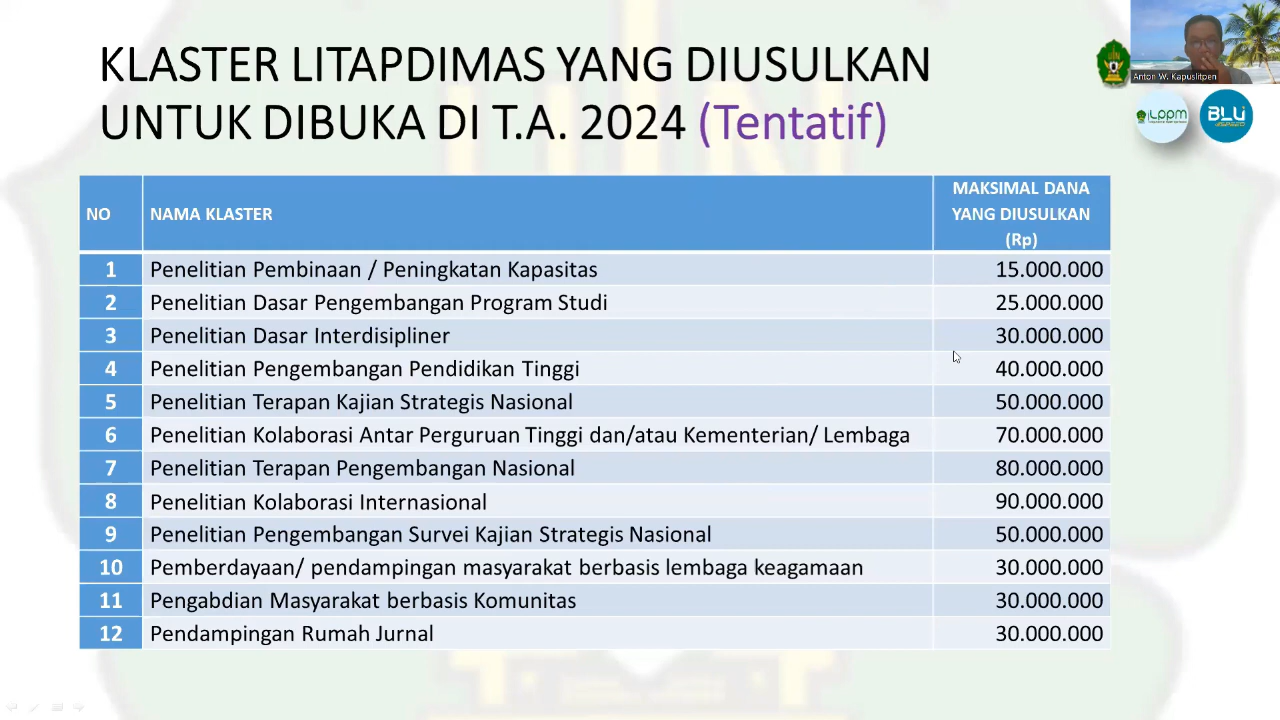 KLASTER LITAPDIMAS YANG DIUSULKAN
UNTUK DIBUKA DI T.A. 2024 (Tentatif)
Anton W. Kapuslitpen
LPPM
BLU
NO NAMA KLASTER MAKSIMAL DANA
YANG DIUSULKAN
(Rp)
1 Penelitian Pembinaan / Peningkatan Kapasitas 15.000.000
2 Penelitian Dasar Pengembangan Program Studi 25.000.000
3 Penelitian Dasar Interdisipliner 30.000.000
4 Penelitian Pengembangan Pendidikan Tinggi 40.000.000
5 Penelitian Terapan Kajian Strategis Nasional 50.000.000
6 Penelitian Kolaborasi Antar Perguruan Tinggi dan/atau Kementerian/ Lembaga 70.000.000
7 Penelitian Terapan Pengembangan Nasional 80.000.000
8 Penelitian Kolaborasi Internasional 90.000.000
9 Penelitian Pengembangan Survei Kajian Strategis Nasional 50.000.000
10 Pemberdayaan/ pendampingan masyarakat berbasis lembaga keagamaan 30.000.000
11 Pengabdian Masyarakat berbasis Komunitas 30.000.000
12 Pendampingan Rumah Jurnal 30.000.000